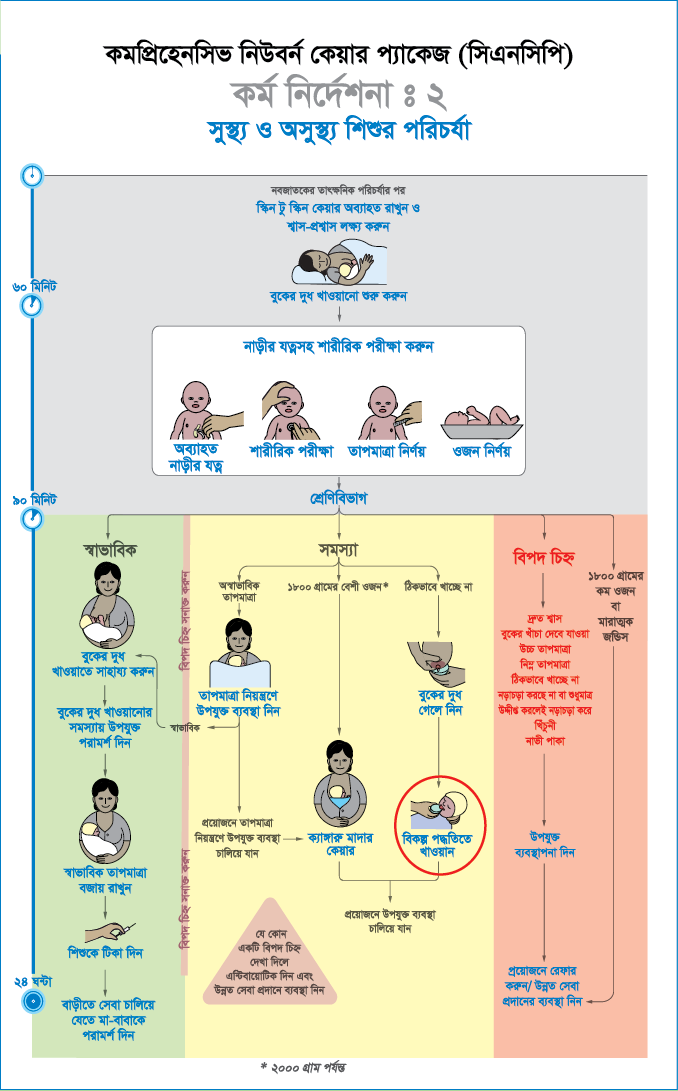 কমপ্রিহেনসিভ নিউবর্ন কেয়ার প্যাকেজ (সিএনসিপি)
কর্ম নির্দেশনা ঃ ২
সুস্থ্য ও অসুস্থ্য শিশুর পরিচর্যা
নবজাতকের তাৎক্ষনিক পরিচর্যার পর
স্কিন টু স্কিন কেয়ার অব্যাহত রাখুন ও
শ্বাস-প্রশ্বাস লক্ষ্য করুন
বুকের দুধ খাওয়ানো শুরু করুন
৬০ মিনিট
নাড়ীর যত্নসহ শারীরিক পরীক্ষা করুন
অব্যাহত
নাড়ীর যত্ন
শারীরিক পরীক্ষা
তাপমাত্রা নির্ণয়
ওজন নির্ণয়
৯০ মিনিট
শ্রেণিবিভাগ
স্বাভাবিক
বুকের দুধ
খাওয়াতে সাহায্য করুন
বুকের দুধ খাওয়ানোর
সমস্যায় উপযুক্ত
পরামর্শ দিন
স্বাভাবিক তাপমাত্রা
বজায় রাখুন
শিশুকে টিকা দিন
২৪ ঘন্টা
বাড়ীতে সেবা চালিয়ে
যেতে মা-বাবাকে
পরামর্শ দিন
বিপদ চিহ্ন সনাক্ত করুন
বিপদ চিহ্ন সনাক্ত করুন
সমস্যা
অস্বাভাবিক
তাপমাত্রা
তাপমাত্রা নিয়ন্ত্রণে
উপযুক্ত ব্যবস্থা নিন
স্বাভাবিক
প্রয়োজনে তাপমাত্রা
নিয়ন্ত্রণে উপযুক্ত ব্যবস্থা
চালিয়ে যান
১৮০০ গ্রামের বেশী ওজন*
ক্যাঙ্গারু মাদার
কেয়ার
ঠিকভাবে খাচ্ছে না
বুকের দুধ
গেলে নিন
বিকল্প পদ্ধতিতে
খাওয়ান
প্রয়োজনে উপযুক্ত ব্যবস্থা
চালিয়ে যান
যে কোন
একটি বিপদ চিহ্ন
দেখা দিলে
এন্টিবায়োটিক দিন এবং
উন্নত সেবা প্রদানে ব্যবস্থা নিন
বিপদ চিহ্ন
দ্রুত শ্বাস
বুকের খাঁচা দেবে যাওয়া
উচ্চ তাপমাত্রা
নিম্ন তাপমাত্রা
ঠিকভাবে খাচ্ছে না
নড়াচড়া করছে না বা শুধুমাত্র
উদ্দীপ্ত করলেই নড়াচড়া করে
খিঁচুনী
নাভী পাকা
উপযুক্ত
ব্যবস্থাপনা দিন
প্রয়োজনে রেফার
করুন/ উন্নত সেবা
প্রদানের ব্যবস্থা নিন
১৮০০ গ্রামের
কম ওজন
বা
মারাত্মক
জন্ডিস
* ২০০০ গ্রাম পর্যন্ত